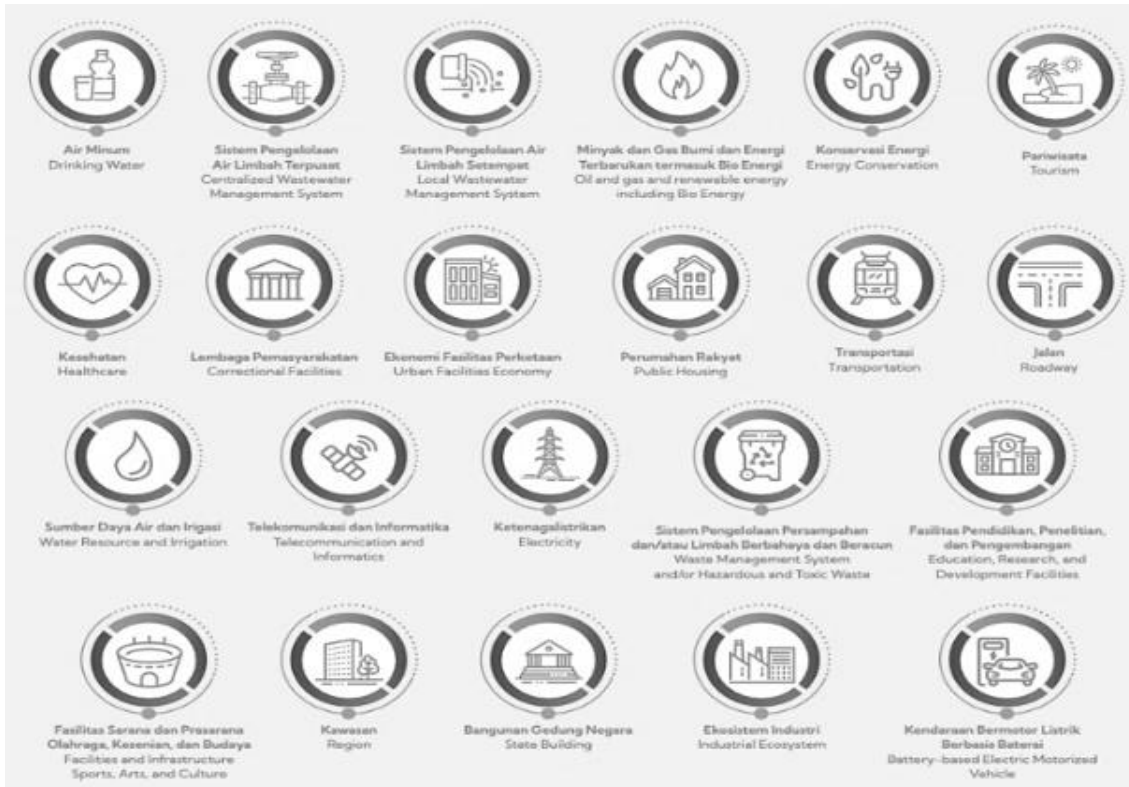 Air Minum
Drinking Water
Sistem Pengelolaan
Air Limbah Terpusat
Centralized Wastewater
Management System
Sistem Pengelolaan Air
Limbah Setempat
Local Wastewater
Management System
Minyak dan Gas Bumi dan Energi
Terbarukan termasuk Bio Energi
Oil and gas and renewable energy
including Bio Energy
Konservasi Energi
Energy Conservation
Pariwisata
Tourism
Kesehatan
Healthcare
Lembaga Pemasyarakatan
Correctional Facilities
Ekonomi Fasilitas Perkotaan
Urban Facilities Economy
Perumahan Rakyat
Public Housing
Transportasi
Transportation
Jalan
Roadway
Sumber Daya Air dan Irigasi
Water Resource and Irrigation
Telekomunikasi dan Informatika
Telecommunication and
Informatics
Ketenagalistrikan
Electricity
Sistem Pengelolaan Persampahan
dan/atau Limbah Berbahaya dan Beracun
Waste Management System
and/or Hazardous and Toxic Waste
Fasilitas Pendidikan, Penelitian,
dan Pengembangan
Education, Research, and
Development Facilities
Fasilitas Sarana dan Prasarana
Olahraga, Kesenian, dan Budaya
Facilities and Infrastructure
Sports, Arts, and Culture
Kawasan
Region
Bangunan Gedung Negara
State Building
Ekosistem Industri
Industrial Ecosystem
Kendaraan Bermotor Listrik
Berbasis Baterai
Battery-based Electric Motorized
Vehicle